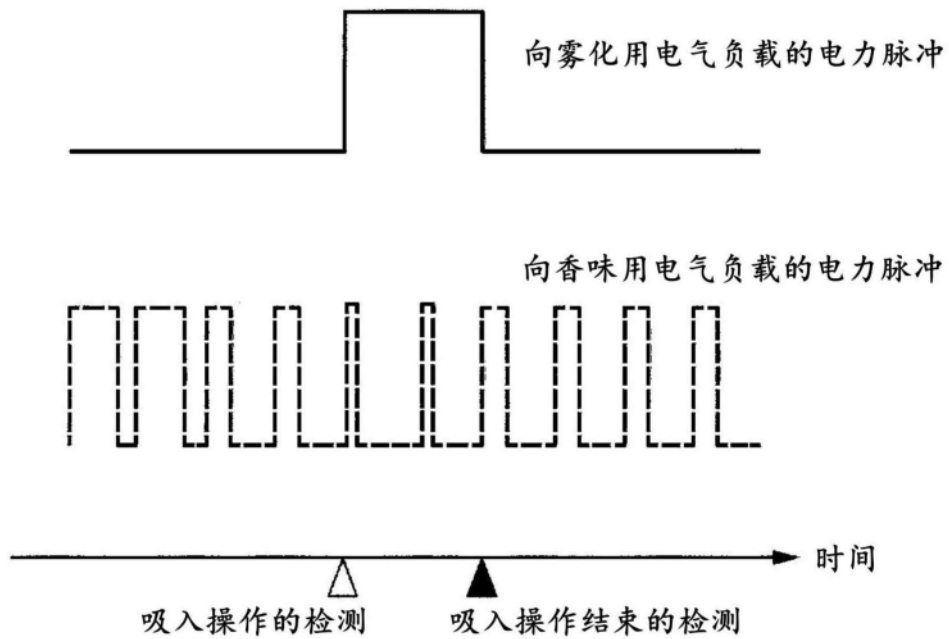 向雾化用电气负载的电力脉冲
向香味用电气负载的电力脉冲
时间
吸入操作的检测
吸入操作结束的检测